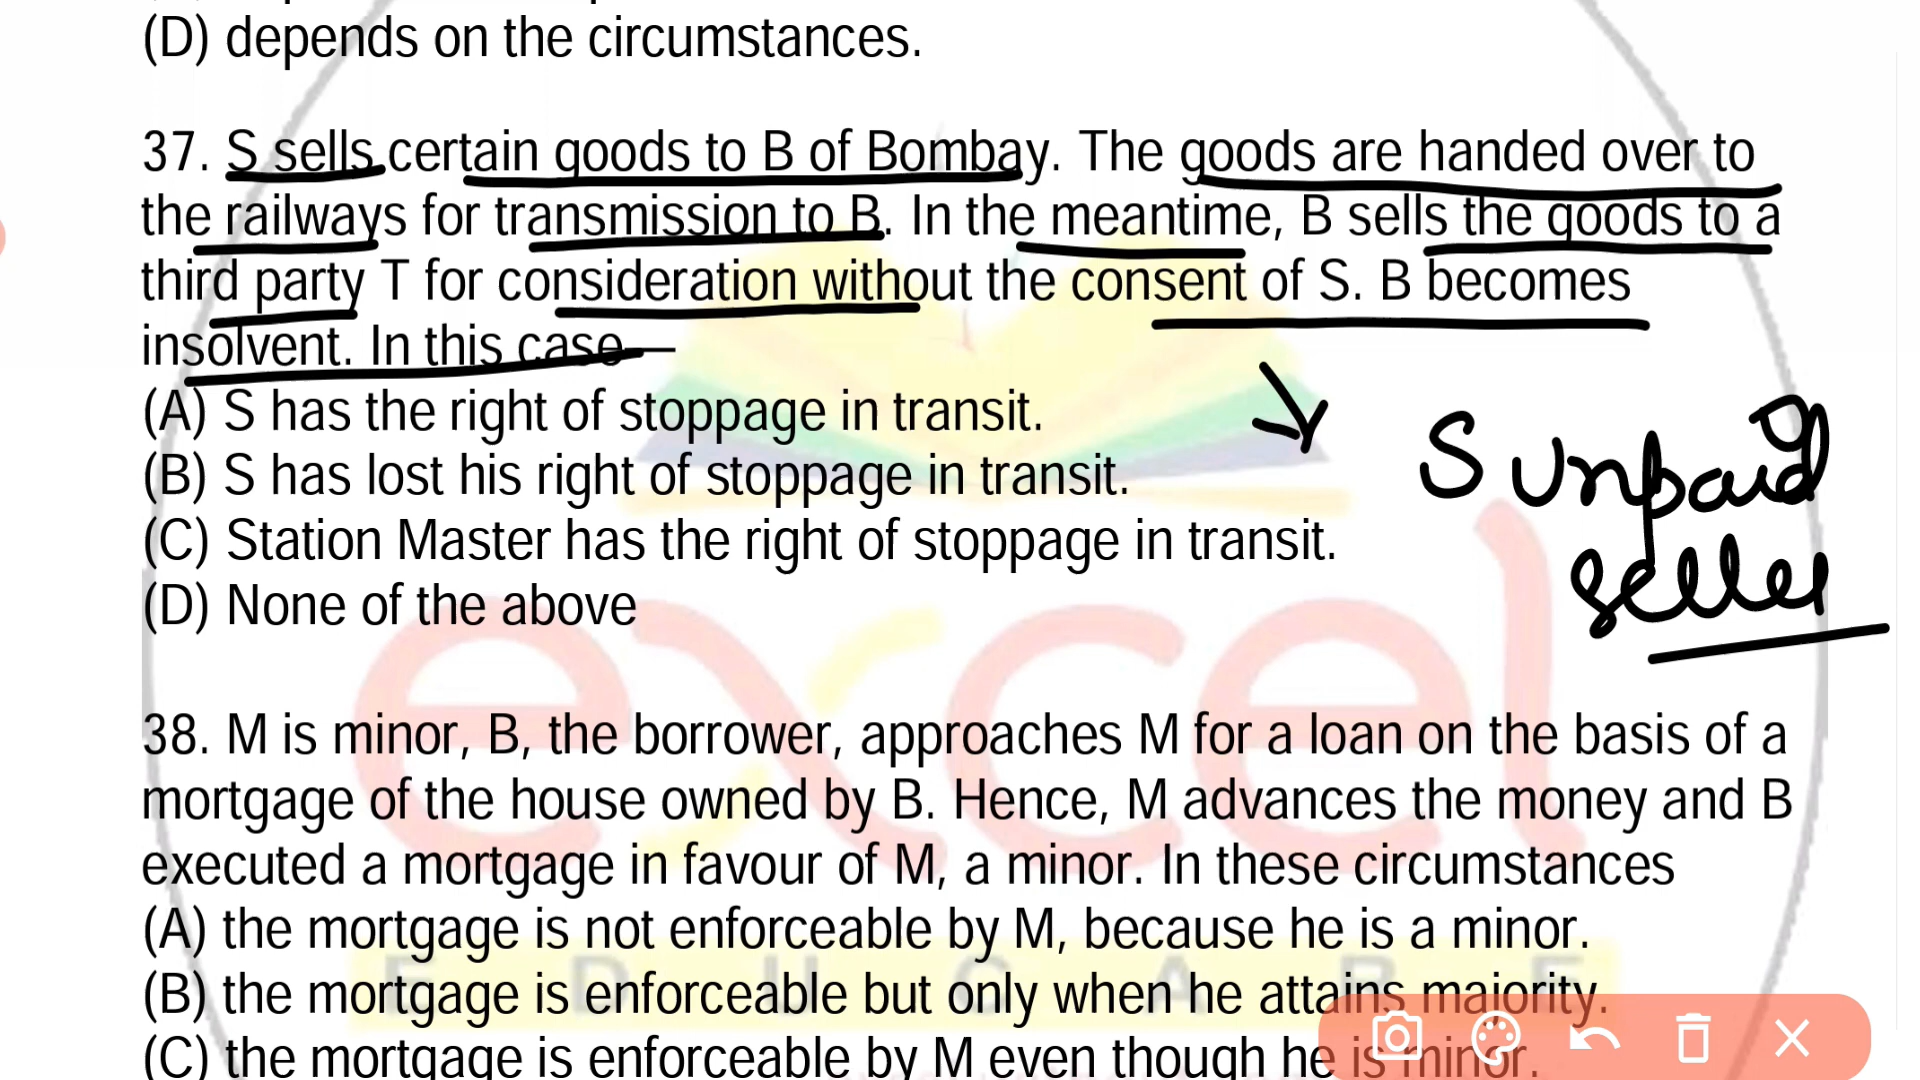 (D) depends on the circumstances.
37. S sells certain goods to B of Bombay. The goods are handed over to
the railways for transmission to B. In the meantime, B sells the goods to a
third party T for consideration without the consent of S. B becomes
insolvent. In this case—
(A) S has the right of stoppage in transit.
(B) S has lost his right of stoppage in transit.
(C) Station Master has the right of stoppage in transit.
(D) None of the above
S unpaid
seller
38. M is minor, B, the borrower, approaches M for a loan on the basis of a
mortgage of the house owned by B. Hence, M advances the money and B
executed a mortgage in favour of M, a minor. In these circumstances
(A) the mortgage is not enforceable by M, because he is a minor.
(B) the mortgage is enforceable but only when he attains majority.
(C) the mortgage is enforceable by M even though he is minor.
excel
EDUCARE